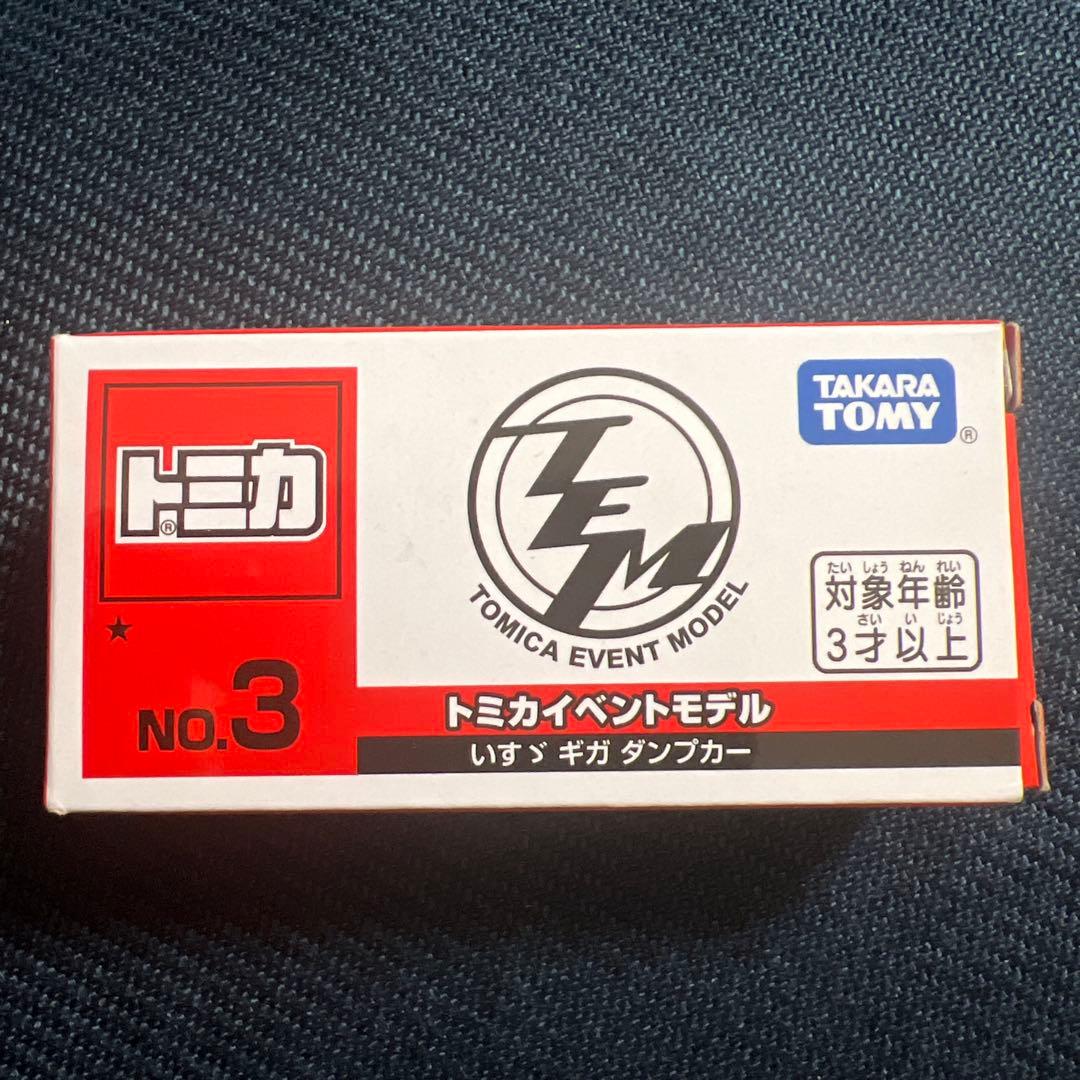 トミカ
®
★
NO.3
TEM
TOMICA EVENT MODEL
TAKARA
TOMY
®
たいしょうねんれい
対象年齢
さいいじょう
3才以上
トミカイベントモデル
いすゞ ギガ ダンプカー